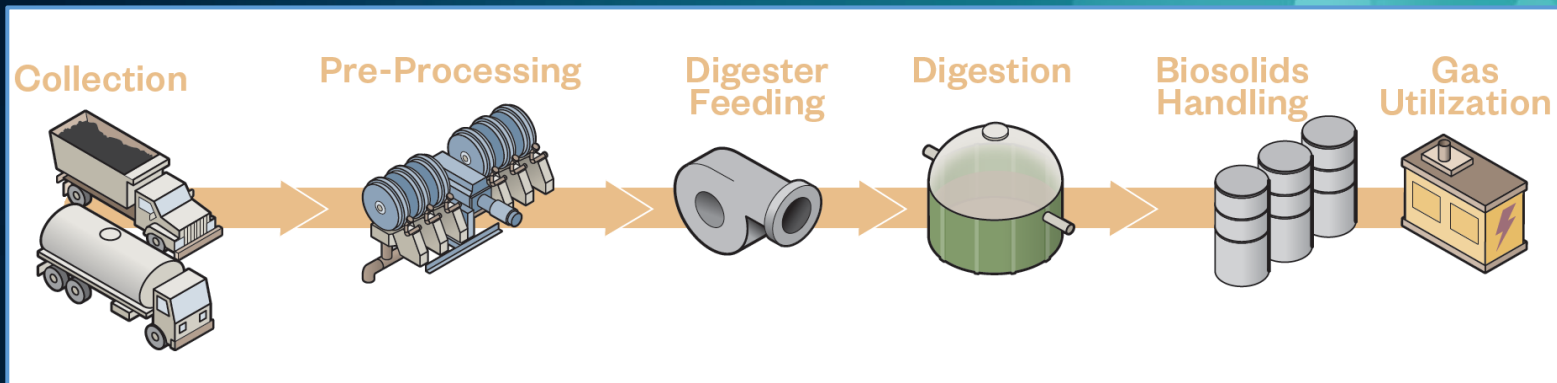 Collection
Pre-Processing
Digester
Feeding
Digestion
Biosolids
Handling
Gas
Utilization